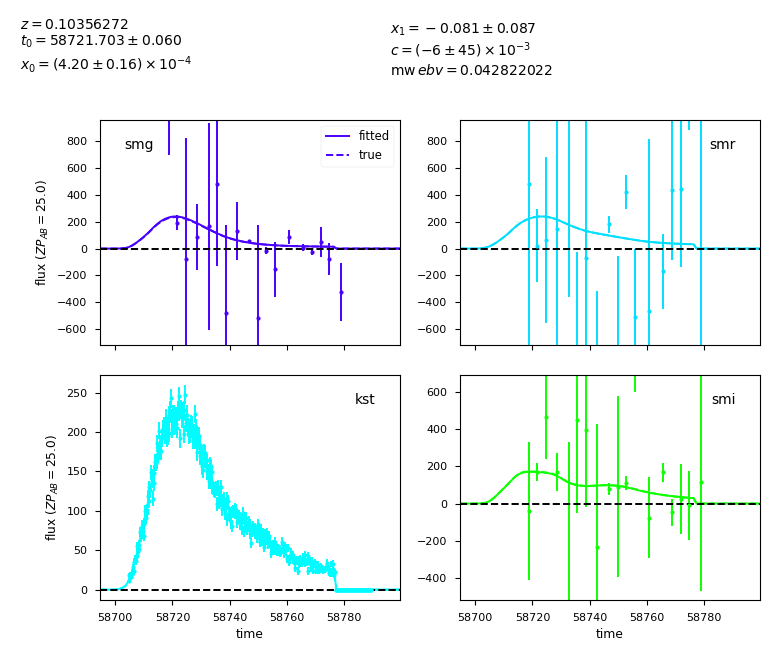 z = 0.10356272
t₀ = 58721.703 ± 0.060
x₀ = (4.20 ± 0.16) × 10⁻⁴
x₁ = −0.081 ± 0.087
c = (−6 ± 45) × 10⁻³
mw ebv = 0.042822022
smg
fitted
true
800
600
400
200
0
−200
−400
−600
flux (ZP_AB = 25.0)
smr
800
600
400
200
0
−200
−400
−600
kst
250
200
150
100
50
0
flux (ZP_AB = 25.0)
58700 58720 58740 58760 58780
time
smi
600
400
200
0
−200
−400
58700 58720 58740 58760 58780
time